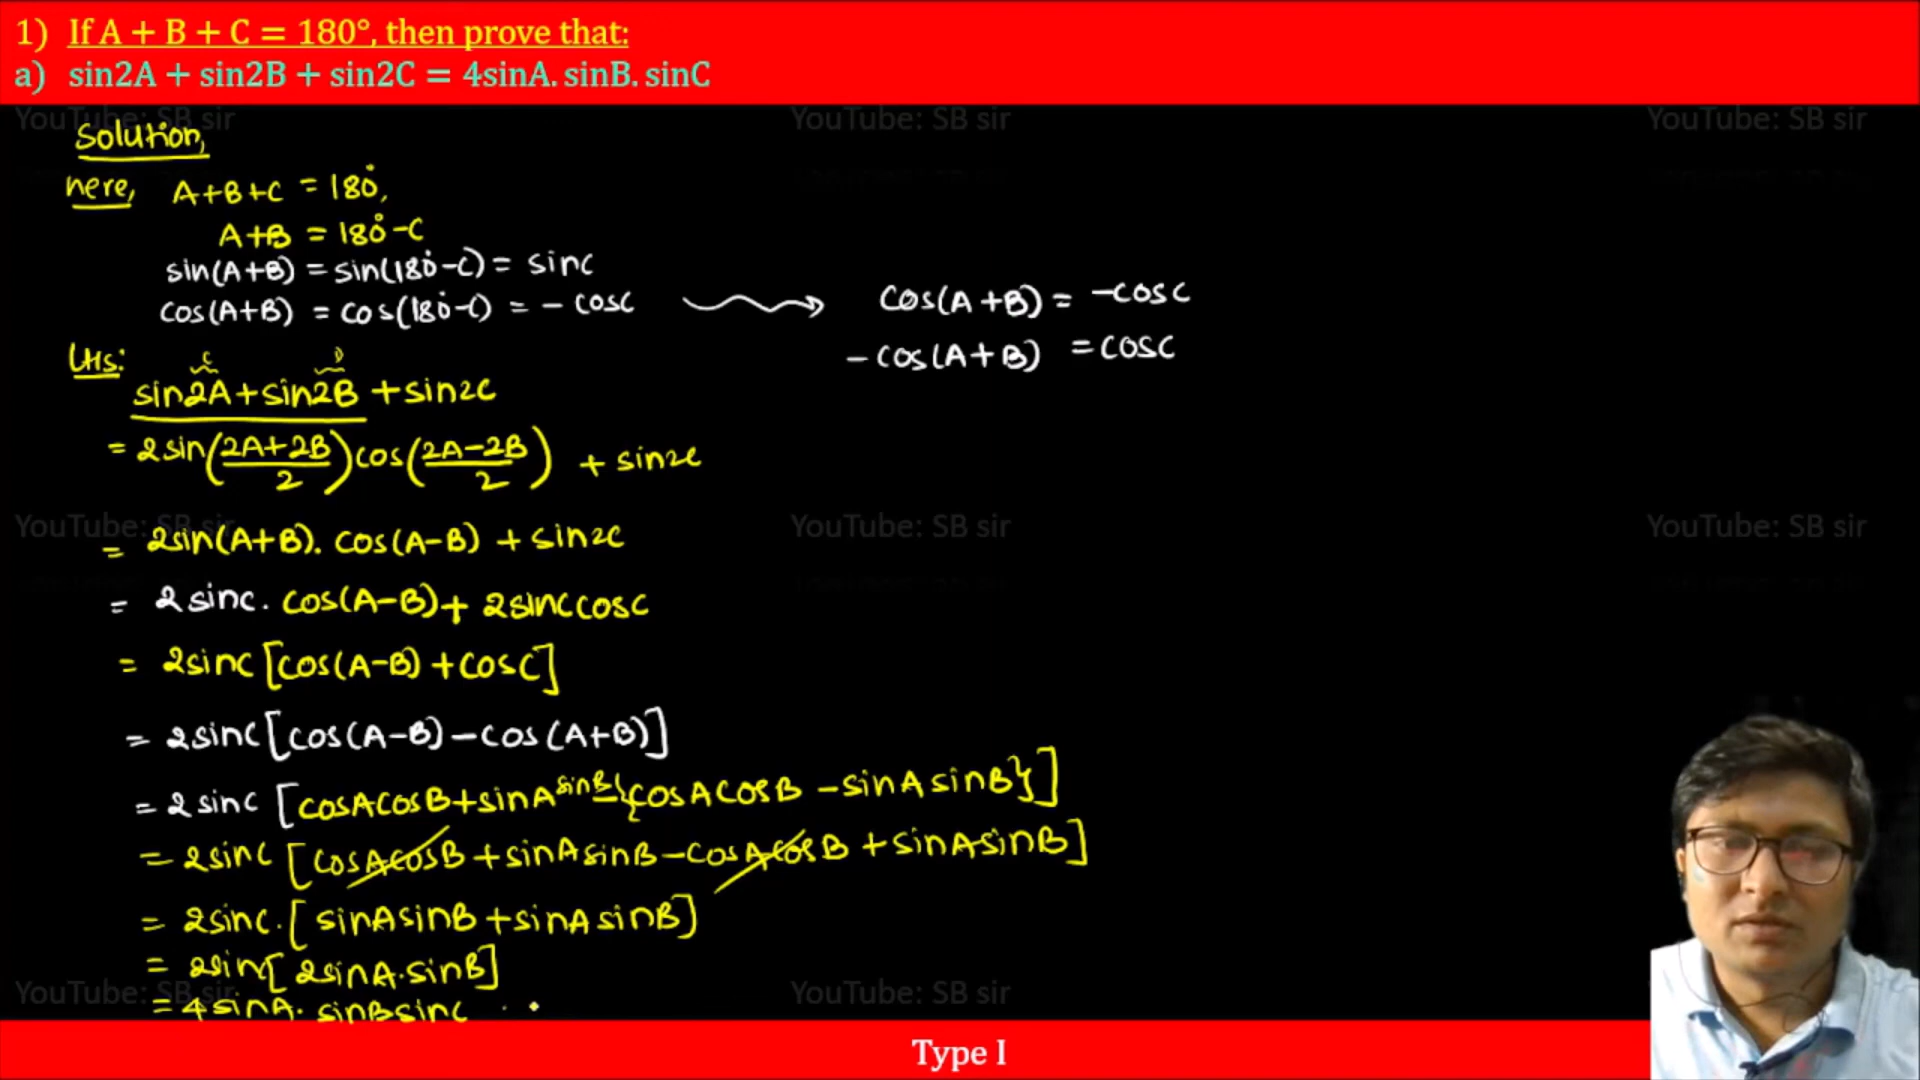 1) If A + B + C = 180°, then prove that:
a) sin2A + sin2B + sin2C = 4sinA. sinB. sinC
YouTube: SB sir YouTube: SB sir YouTube: SB sir
Solution,
here, A+B+C = 180°,
A+B = 180°-C
sin(A+B) = sin(180°-C) = sinc
cos(A+B) = cos(180°-C) = - cosc
cos(A+B) = -cosc
-cos(A+B) = cosc
LHS:
C D
sin2A+sin2B +sin2C
= 2sin(2A+2B/2)cos(2A-2B/2) + sin2C
YouTube: SB sir YouTube: SB sir YouTube: SB sir
= 2sin(A+B). cos(A-B) + sin2C
= 2sinc. cos(A-B)+ 2sinccosc
= 2sinc[cos(A-B) +cosc]
= 2sinc[cos(A-B) -cos(A+B)]
= 2sinc [cosAcosB+sinAsinB-{cosAcosB -sinAsinB}]
= 2sinc [cosAcosB +sinAsinB-cosAcosB +sinAsinB]
= 2sinc.[sinAsinB +sinAsinB]
= 2sin[2sinA.sinB]
YouTube: SB sir YouTube: SB sir
= 4sinA. sinBsinc
Type I